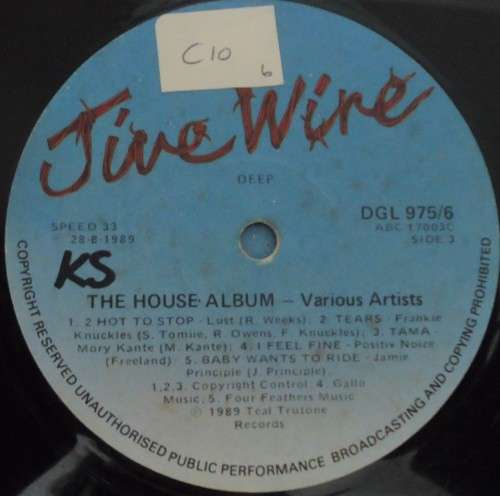 C10
6
Jive Wire
DEEP
SPEED 33
28-8-1989
KS
DGL 975/6
ABC 17003C
SIDE 3
THE HOUSE ALBUM — Various Artists
1. 2 HOT TO STOP - Lust (R. Weeks); 2. TEARS - Frankie
Knuckles (S. Tomiie, R. Owens, F. Knuckles); 3. TAMA -
Mory Kante (M. Kante); 4. I FEEL FINE - Positiv Noize
(Freeland); 5. BABY WANTS TO RIDE - Jamie
Principle (J. Principle).
1,2,3. Copyright Control; 4. Gallo
Music; 5. Four Feathers Music
℗ 1989 Teal Trutone
Records
COPYRIGHT RESERVED UNAUTHORISED PUBLIC PERFORMANCE BROADCASTING AND COPYING PROHIBITED